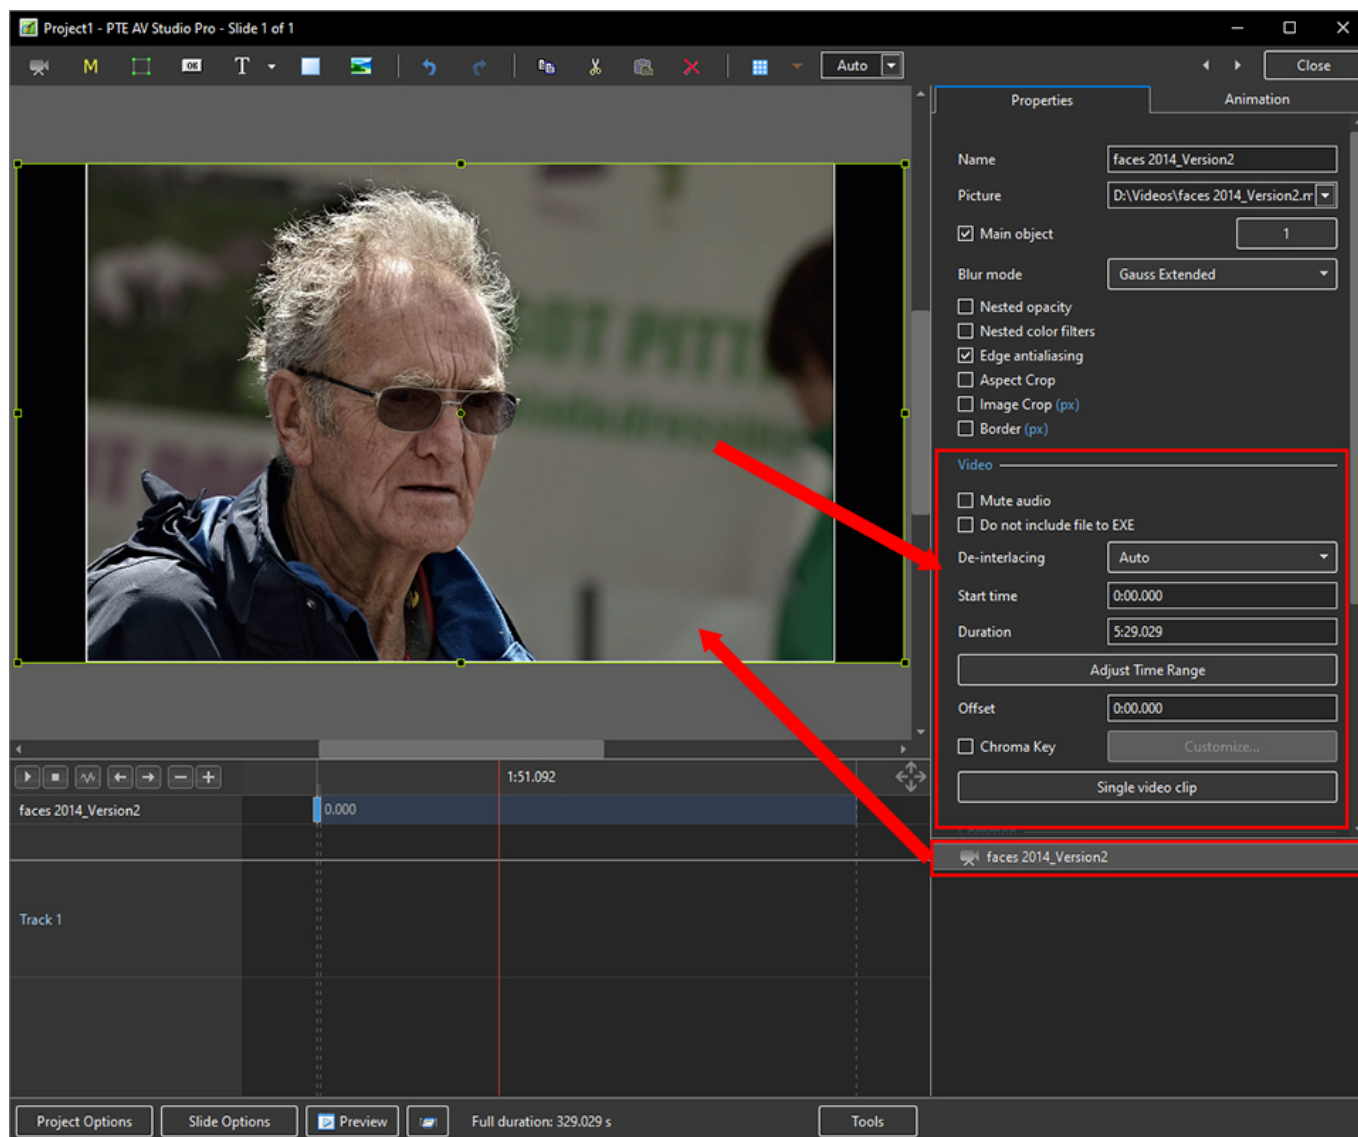 Project1 - PTE AV Studio Pro - Slide 1 of 1
M
OK
T
Auto
Close
Properties
Animation
Name
faces 2014_Version2
Picture
D:\Videos\faces 2014_Version2.m
Main object
1
Blur mode
Gauss Extended
Nested opacity
Nested color filters
Edge antialiasing
Aspect Crop
Image Crop (px)
Border (px)
Video
Mute audio
Do not include file to EXE
De-interlacing
Auto
Start time
0:00.000
Duration
5:29.029
Adjust Time Range
Offset
0:00.000
Chroma Key
Customize...
Single video clip
Common
faces 2014_Version2
1:51.092
faces 2014_Version2
0.000
Track 1
Project Options
Slide Options
Preview
Full duration: 329.029 s
Tools